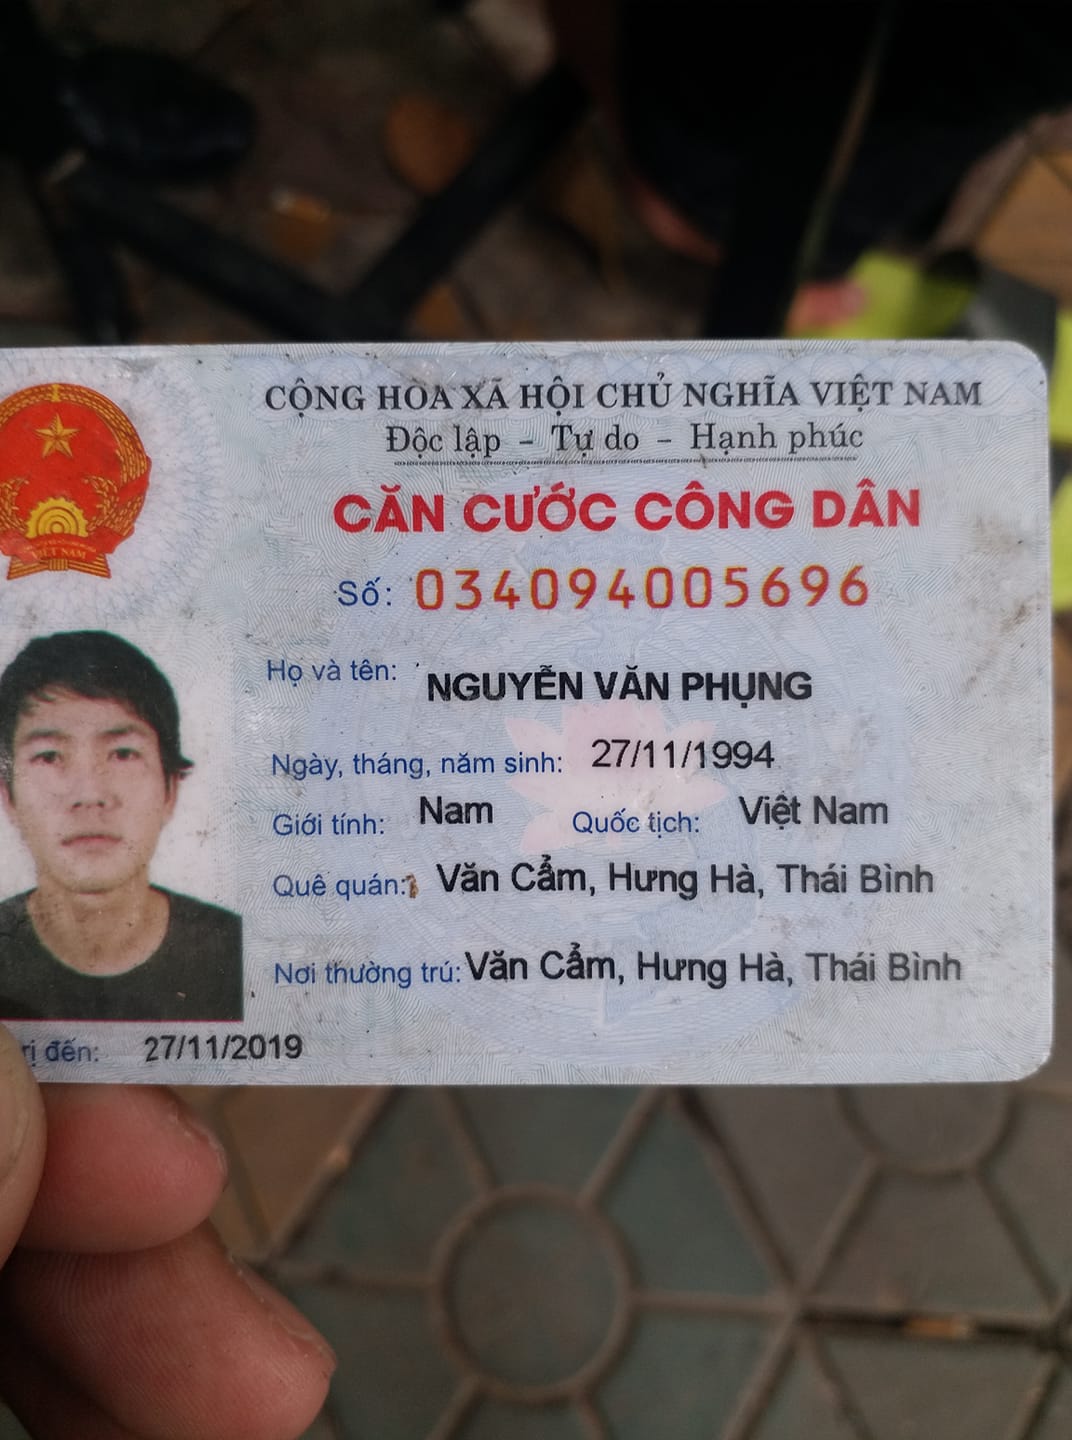 CỘNG HÒA XÃ HỘI CHỦ NGHĨA VIỆT NAM
Độc lập - Tự do - Hạnh phúc
CĂN CƯỚC CÔNG DÂN
Số: 034094005696
Họ và tên: NGUYỄN VĂN PHỤNG
Ngày, tháng, năm sinh: 27/11/1994
Giới tính: Nam Quốc tịch: Việt Nam
Quê quán: Văn Cẩm, Hưng Hà, Thái Bình
Nơi thường trú: Văn Cẩm, Hưng Hà, Thái Bình
đến: 27/11/2019
VIỆT NAM